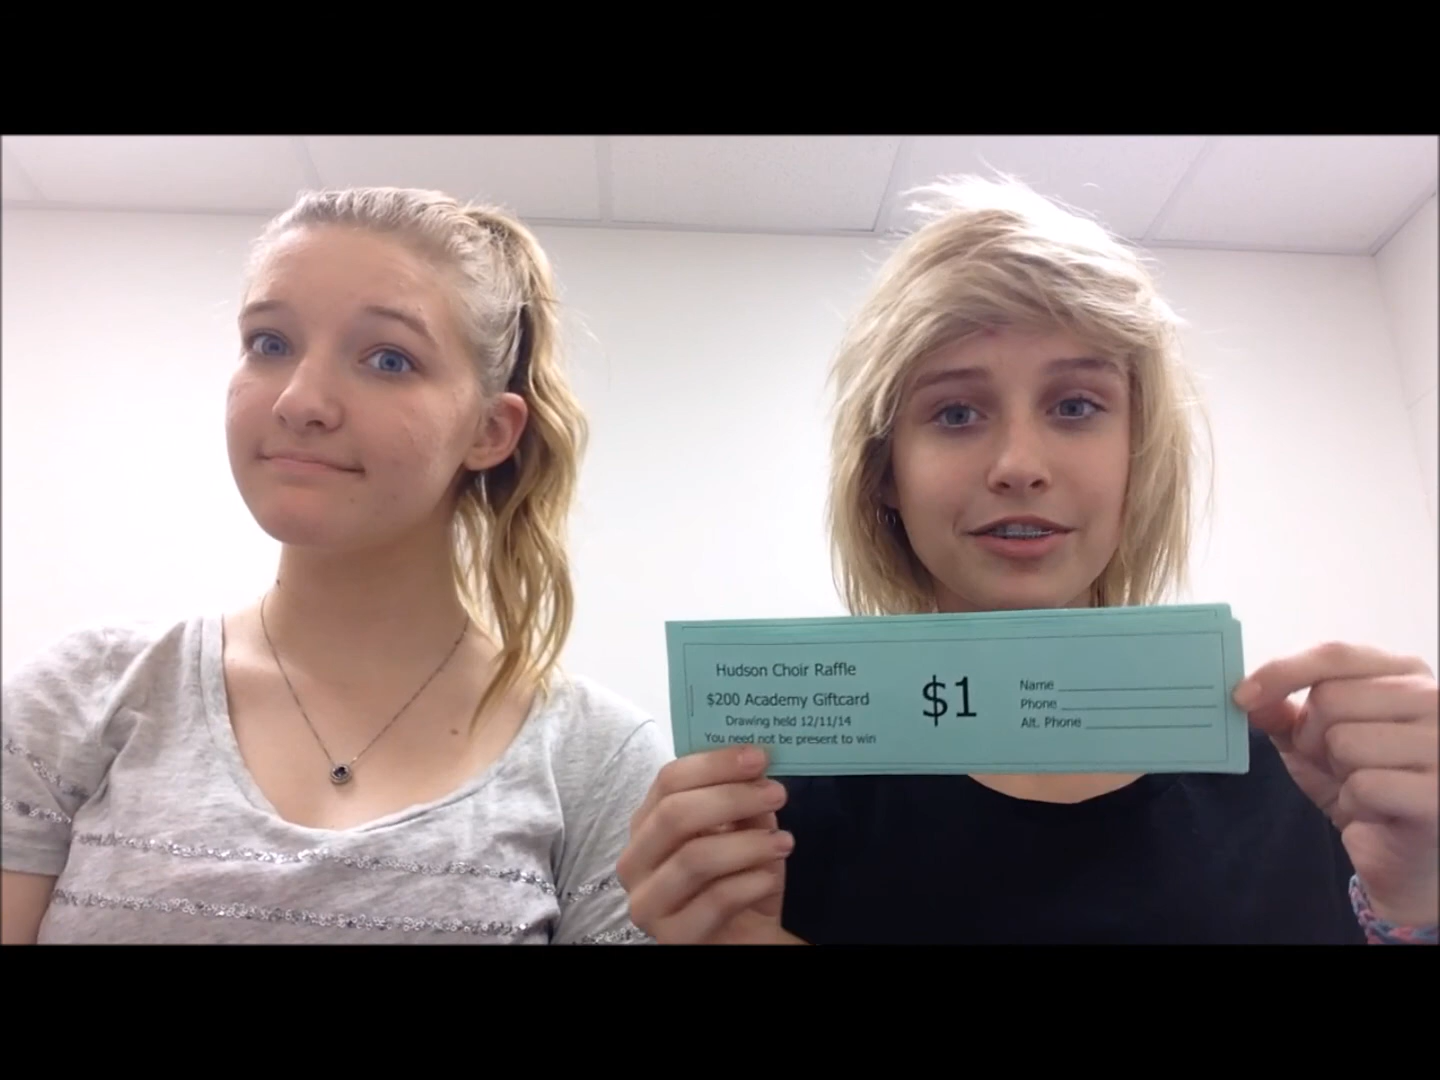 Hudson Choir Raffle
$200 Academy Giftcard
Drawing held 12/11/14
You need not be present to win
$1
Name
Phone
Alt. Phone